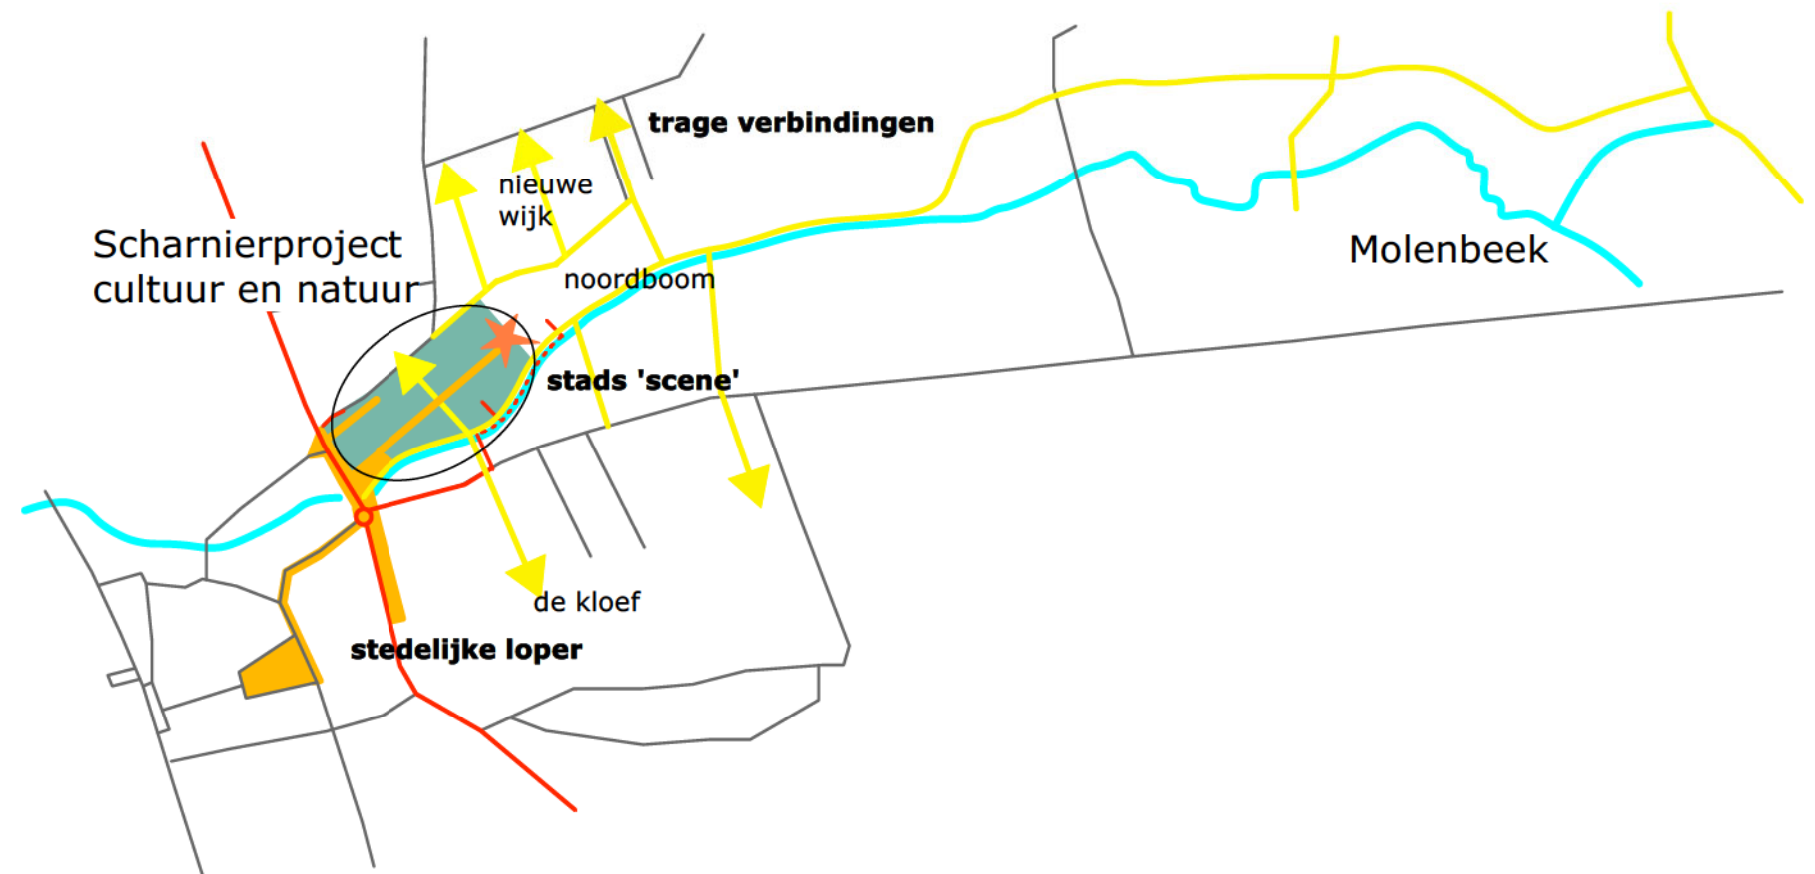 trage verbindingen
nieuwe
wijk
Scharnierproject
cultuur en natuur
noordboom
Molenbeek
stads 'scene'
de kloef
stedelijke loper